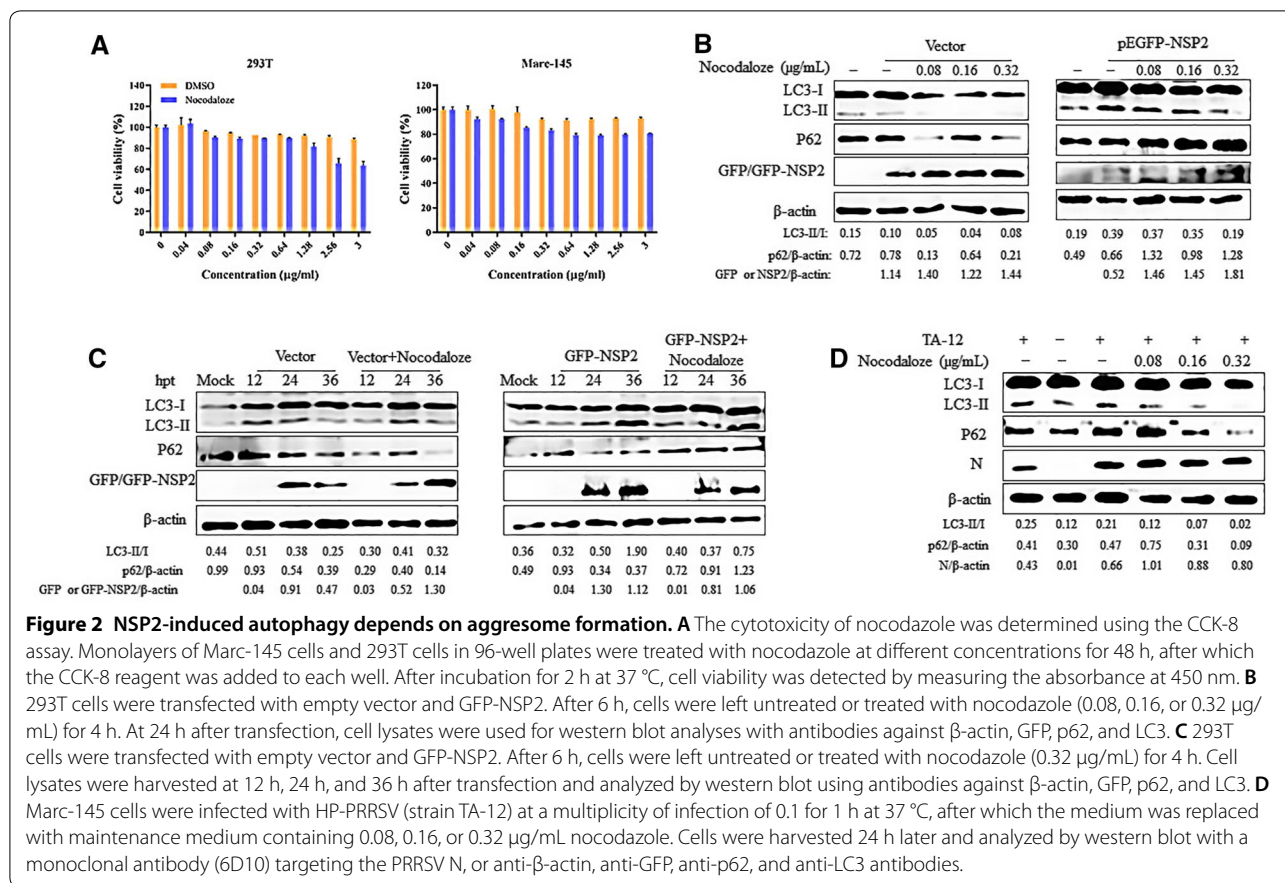 A
293T
DMSO
Nocodaloze
Cell viability (%)
140
120
100
80
60
40
20
0
0 0.04 0.08 0.16 0.32 0.64 1.28 2.56 3
Concentration (µg/ml)
Marc-145
Cell viability (%)
120
100
80
60
40
20
0
0 0.04 0.08 0.16 0.32 0.64 1.28 2.56 3
Concentration (µg/ml)
B
Vector pEGFP-NSP2
Nocodaloze (µg/mL) – – 0.08 0.16 0.32 – – 0.08 0.16 0.32
LC3-I
LC3-II
P62
GFP/GFP-NSP2
β-actin
LC3-II/I: 0.15 0.10 0.05 0.04 0.08 0.19 0.39 0.37 0.35 0.19
p62/β-actin: 0.72 0.78 0.13 0.64 0.21 0.49 0.66 1.32 0.98 1.28
GFP or NSP2/β-actin: 1.14 1.40 1.22 1.44 0.52 1.46 1.45 1.81
C
Vector Vector+Nocodaloze GFP-NSP2 GFP-NSP2+
Nocodaloze
hpt Mock 12 24 36 12 24 36 Mock 12 24 36 12 24 36
LC3-I
LC3-II
P62
GFP/GFP-NSP2
β-actin
LC3-II/I 0.44 0.51 0.38 0.25 0.30 0.41 0.32 0.36 0.32 0.50 1.90 0.40 0.37 0.75
p62/β-actin 0.99 0.93 0.54 0.39 0.29 0.40 0.14 0.49 0.93 0.34 0.37 0.72 0.91 1.23
GFP or GFP-NSP2/β-actin 0.04 0.91 0.47 0.03 0.52 1.30 0.04 1.30 1.12 0.01 0.81 1.06
D
TA-12 + – + + + +
Nocodaloze (µg/mL) – – – 0.08 0.16 0.32
LC3-I
LC3-II
P62
N
β-actin
LC3-II/I 0.25 0.12 0.21 0.12 0.07 0.02
p62/β-actin 0.41 0.30 0.47 0.75 0.31 0.09
N/β-actin 0.43 0.01 0.66 1.01 0.88 0.80
Figure 2 NSP2-induced autophagy depends on aggresome formation. A The cytotoxicity of nocodazole was determined using the CCK-8
assay. Monolayers of Marc-145 cells and 293T cells in 96-well plates were treated with nocodazole at different concentrations for 48 h, after which
the CCK-8 reagent was added to each well. After incubation for 2 h at 37 °C, cell viability was detected by measuring the absorbance at 450 nm. B
293T cells were transfected with empty vector and GFP-NSP2. After 6 h, cells were left untreated or treated with nocodazole (0.08, 0.16, or 0.32 µg/
mL) for 4 h. At 24 h after transfection, cell lysates were used for western blot analyses with antibodies against β-actin, GFP, p62, and LC3. C 293T
cells were transfected with empty vector and GFP-NSP2. After 6 h, cells were left untreated or treated with nocodazole (0.32 µg/mL) for 4 h. Cell
lysates were harvested at 12 h, 24 h, and 36 h after transfection and analyzed by western blot using antibodies against β-actin, GFP, p62, and LC3. D
Marc-145 cells were infected with HP-PRRSV (strain TA-12) at a multiplicity of infection of 0.1 for 1 h at 37 °C, after which the medium was replaced
with maintenance medium containing 0.08, 0.16, or 0.32 µg/mL nocodazole. Cells were harvested 24 h later and analyzed by western blot with a
monoclonal antibody (6D10) targeting the PRRSV N, or anti-β-actin, anti-GFP, anti-p62, and anti-LC3 antibodies.